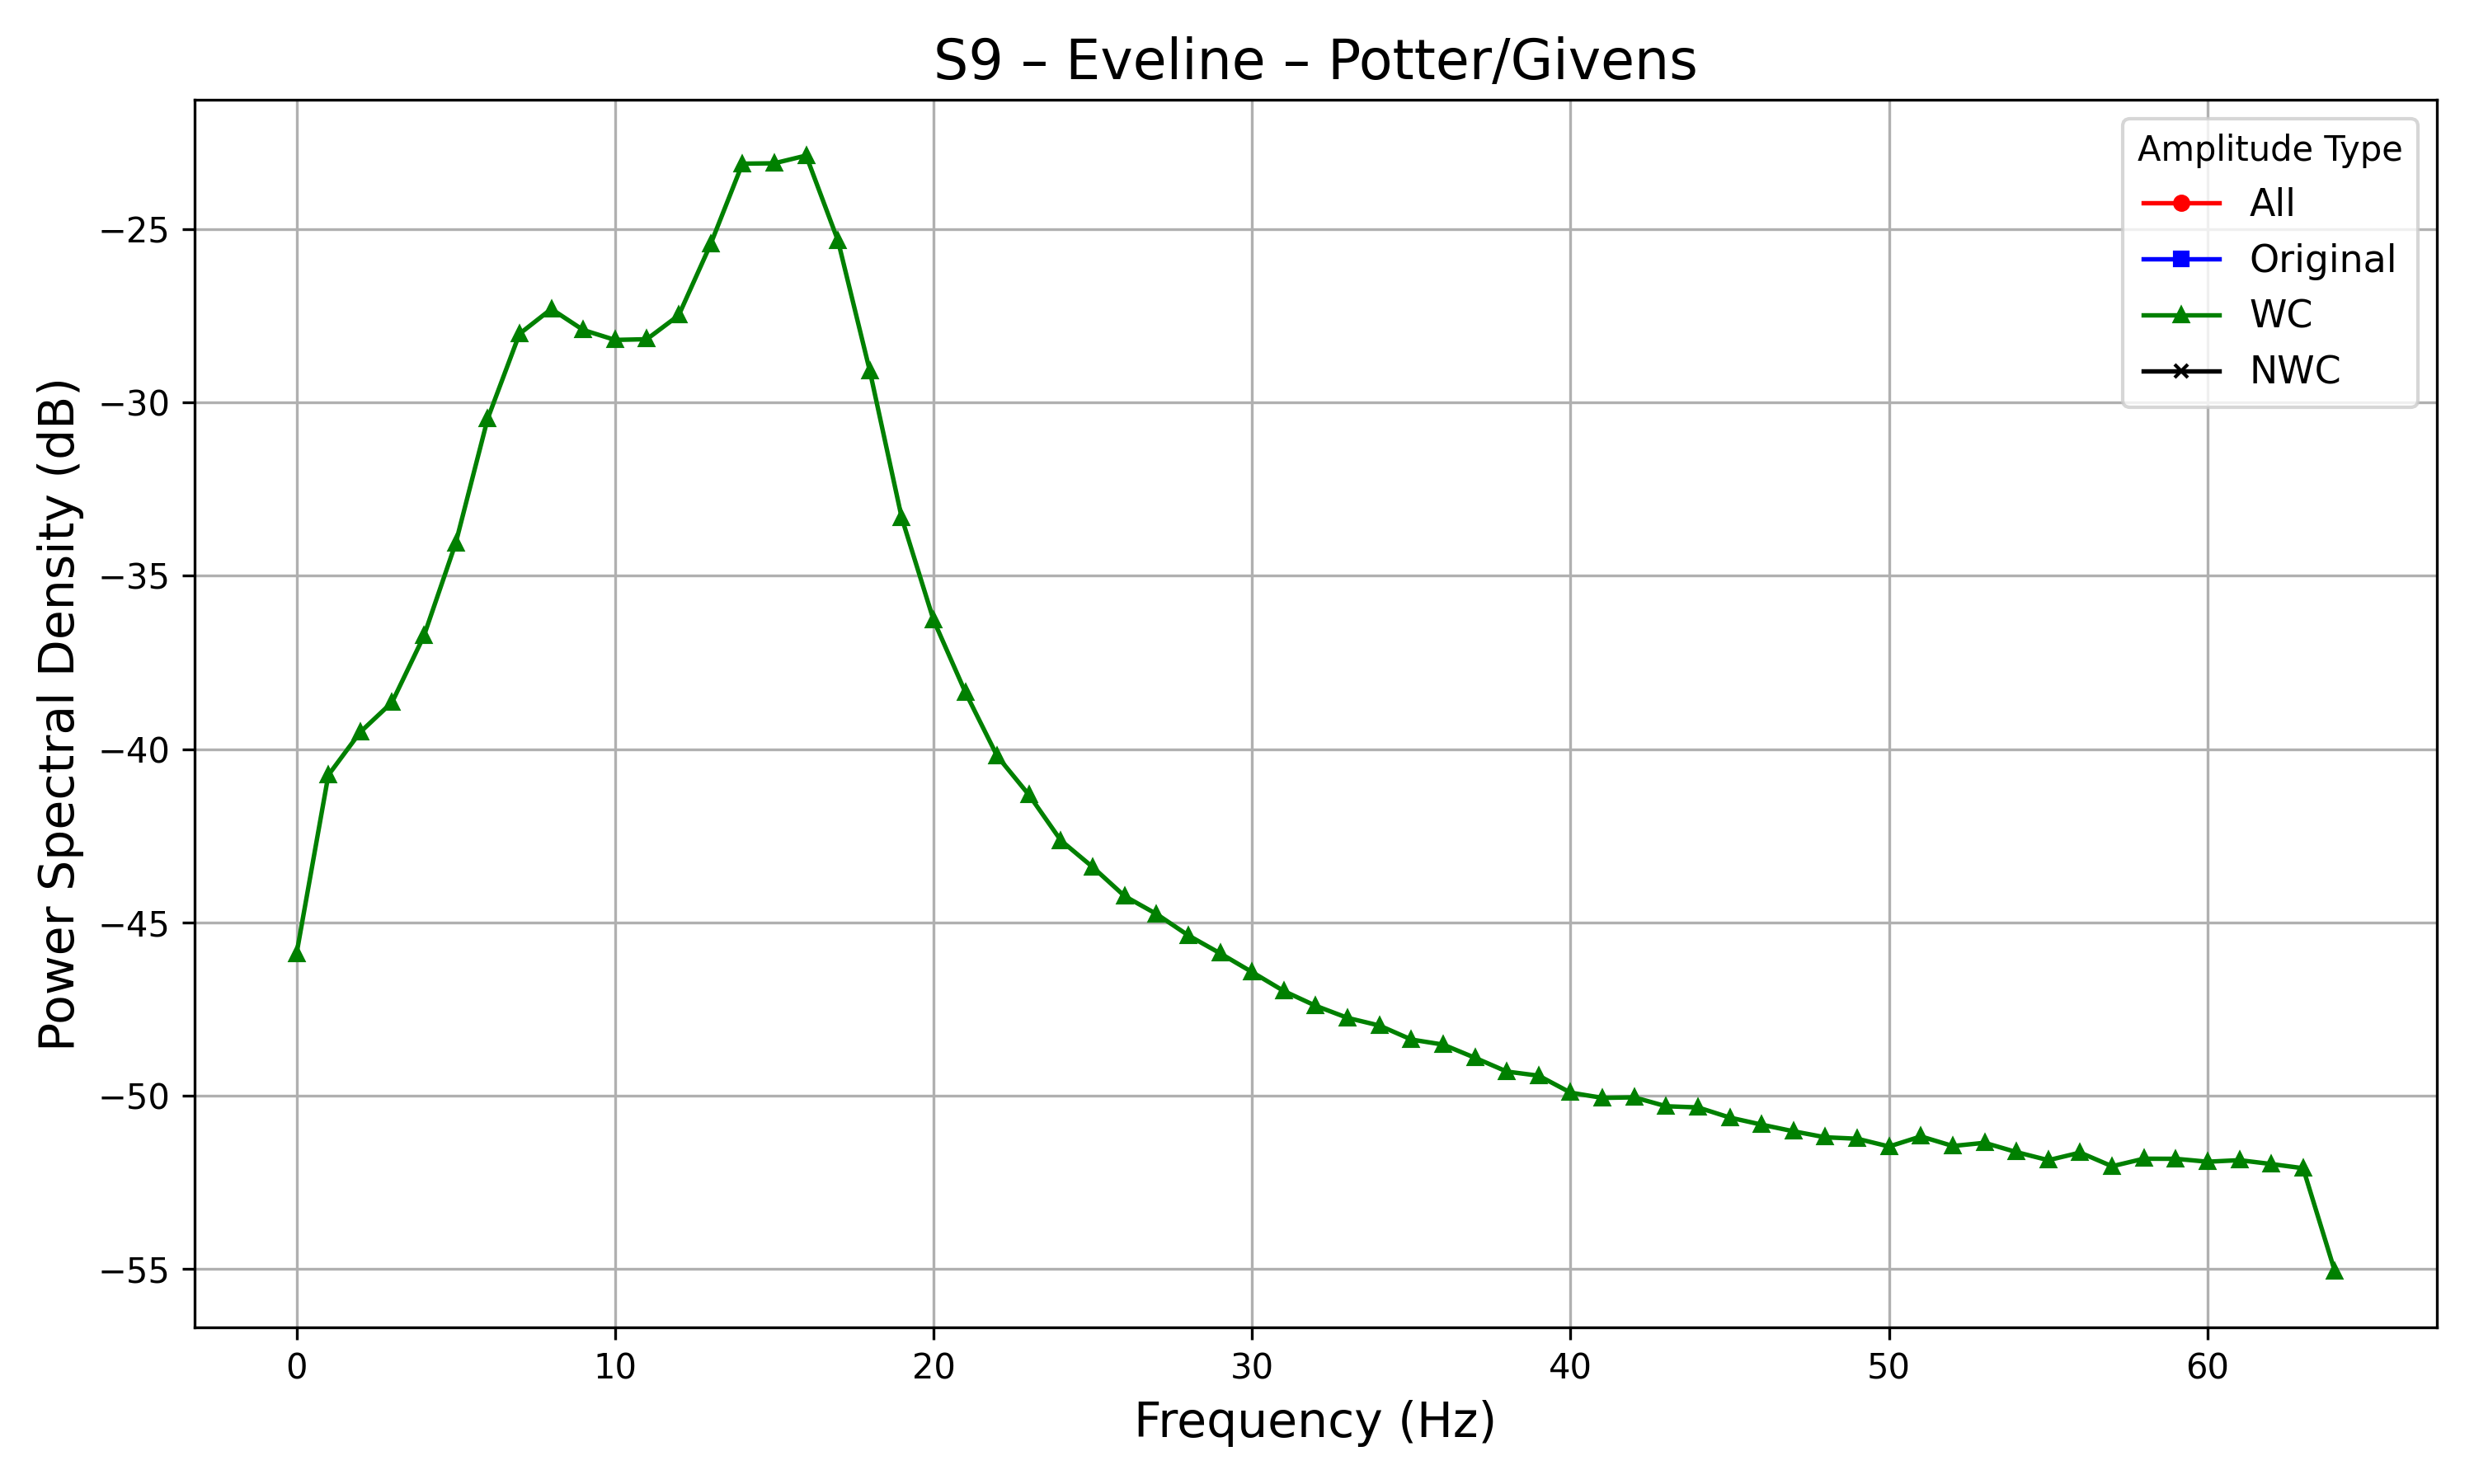 S9 – Eveline – Potter/Givens
Amplitude Type
All
Original
WC
NWC
Power Spectral Density (dB)
−25
−30
−35
−40
−45
−50
−55
0 10 20 30 40 50 60
Frequency (Hz)